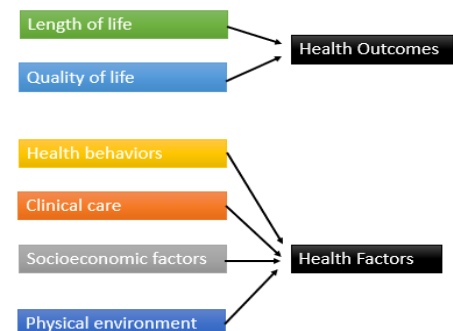 Length of life
Health Outcomes
Quality of life
Health behaviors
Clinical care
Socioeconomic factors
Health Factors
Physical environment